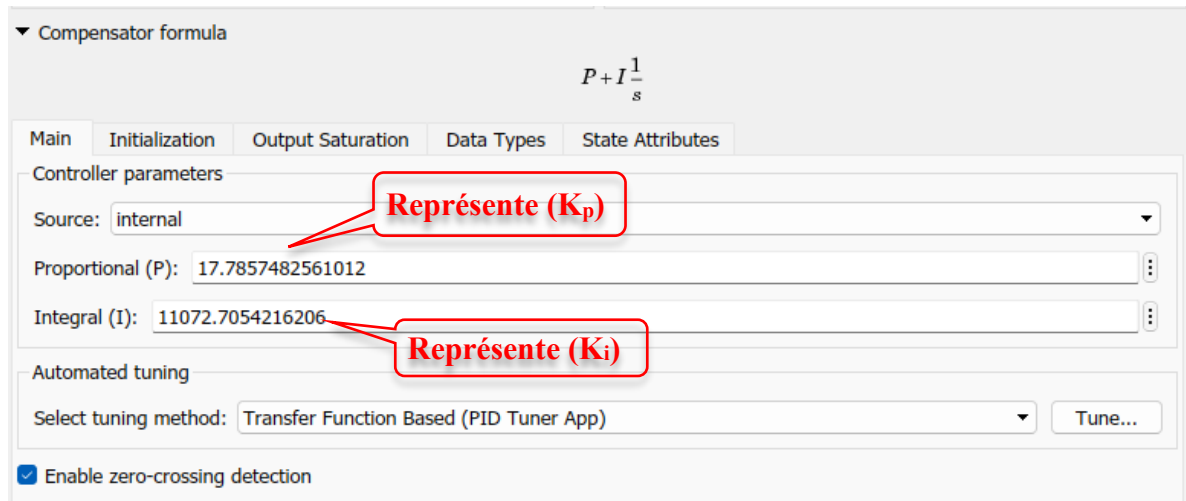 ▼ Compensator formula
P + I 1/s
Main Initialization Output Saturation Data Types State Attributes
Controller parameters
Représente (Kp)
Source: internal
Proportional (P): 17.7857482561012
Integral (I): 11072.7054216206
Représente (Ki)
Automated tuning
Select tuning method: Transfer Function Based (PID Tuner App) Tune...
Enable zero-crossing detection